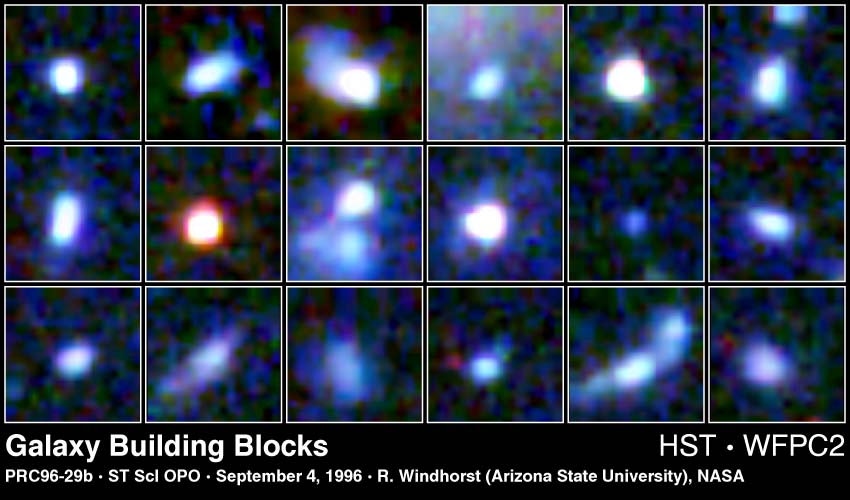 Galaxy Building Blocks HST • WFPC2
PRC96-29b • ST ScI OPO • September 4, 1996 • R. Windhorst (Arizona State University), NASA